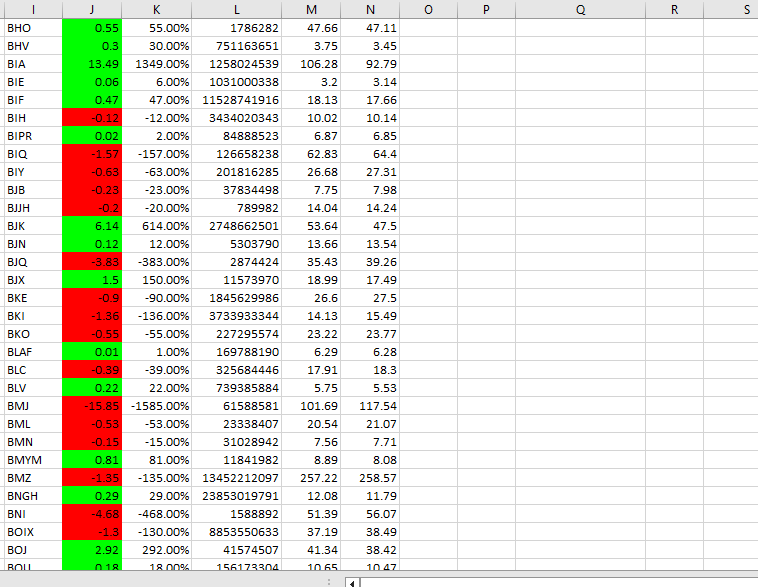 I J K L M N O P Q R S
BHO 0.55 55.00% 1786282 47.66 47.11
BHV 0.3 30.00% 751163651 3.75 3.45
BIA 13.49 1349.00% 1258024539 106.28 92.79
BIE 0.06 6.00% 1031000338 3.2 3.14
BIF 0.47 47.00% 11528741916 18.13 17.66
BIH -0.12 -12.00% 3434020343 10.02 10.14
BIPR 0.02 2.00% 84888523 6.87 6.85
BIQ -1.57 -157.00% 126658238 62.83 64.4
BIY -0.63 -63.00% 201816285 26.68 27.31
BJB -0.23 -23.00% 37834498 7.75 7.98
BJJH -0.2 -20.00% 789982 14.04 14.24
BJK 6.14 614.00% 2748662501 53.64 47.5
BJN 0.12 12.00% 5303790 13.66 13.54
BJQ -3.83 -383.00% 2874424 35.43 39.26
BJX 1.5 150.00% 11573970 18.99 17.49
BKE -0.9 -90.00% 1845629986 26.6 27.5
BKI -1.36 -136.00% 3733933344 14.13 15.49
BKO -0.55 -55.00% 227295574 23.22 23.77
BLAF 0.01 1.00% 169788190 6.29 6.28
BLC -0.39 -39.00% 325684446 17.91 18.3
BLV 0.22 22.00% 739385884 5.75 5.53
BMJ -15.85 -1585.00% 61588581 101.69 117.54
BML -0.53 -53.00% 23338407 20.54 21.07
BMN -0.15 -15.00% 31028942 7.56 7.71
BMYM 0.81 81.00% 11841982 8.89 8.08
BMZ -1.35 -135.00% 13452212097 257.22 258.57
BNGH 0.29 29.00% 23853019791 12.08 11.79
BNI -4.68 -468.00% 1588892 51.39 56.07
BOIX -1.3 -130.00% 8853550633 37.19 38.49
BOJ 2.92 292.00% 41574507 41.34 38.42
BOU 0.18 18.00% 156173304 10.65 10.47